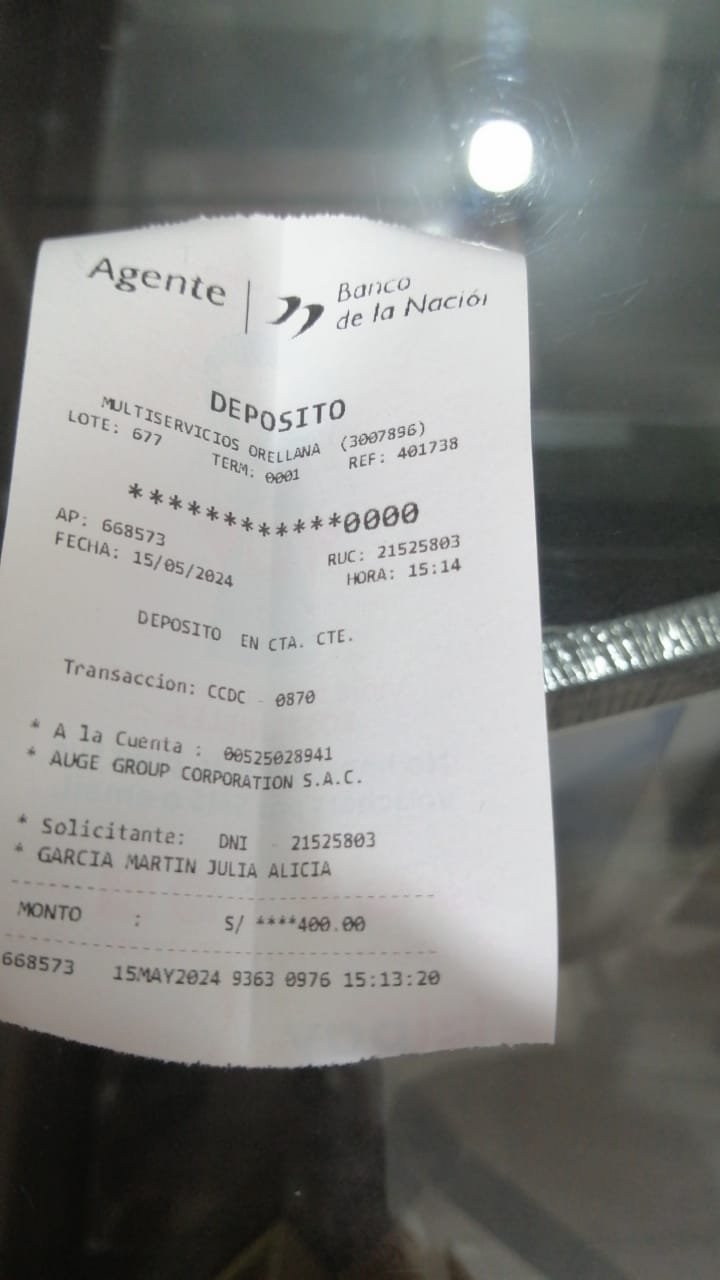 Agente | Banco
de la Nación
DEPOSITO
MULTISERVICIOS ORELLANA (3007896)
LOTE: 677 TERM: 0001 REF: 401738
************0000
AP: 668573 RUC: 21525803
FECHA: 15/05/2024 HORA: 15:14
DEPOSITO EN CTA. CTE.
Transaccion: CCDC - 0870
* A la Cuenta : 00525028941
* AUGE GROUP CORPORATION S.A.C.
* Solicitante: DNI - 21525803
* GARCIA MARTIN JULIA ALICIA
MONTO : S/ ****400.00
668573 15MAY2024 9363 0976 15:13:20